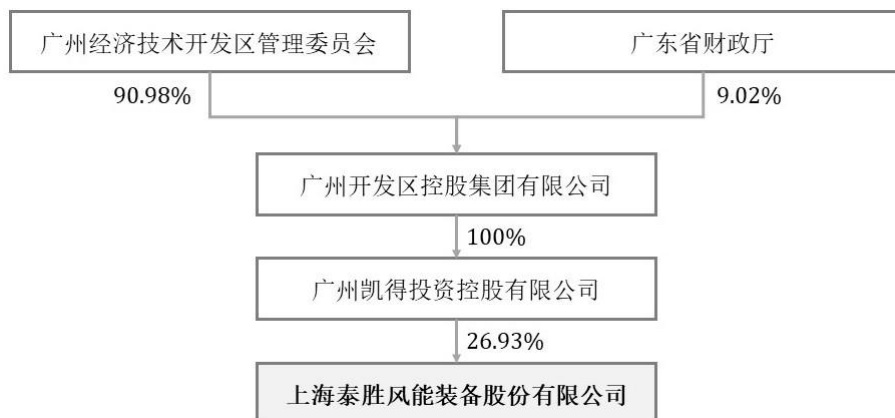 广州经济技术开发区管理委员会
广东省财政厅
90.98%
9.02%
广州开发区控股集团有限公司
100%
广州凯得投资控股有限公司
26.93%
上海泰胜风能装备股份有限公司